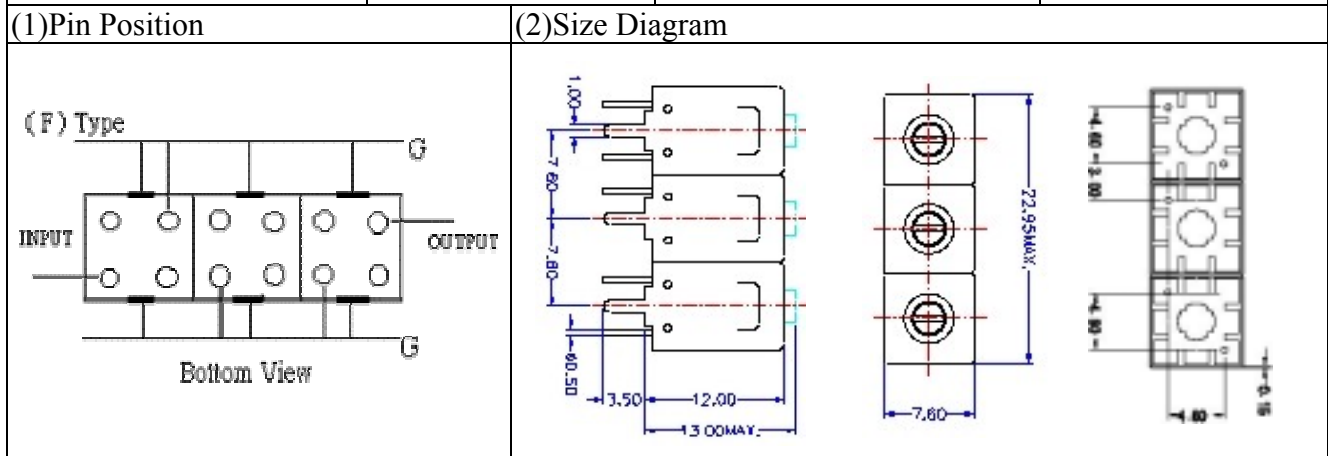 (1)Pin Position
(2)Size Diagram
(F) Type
G
INPUT
OUTPUT
G
Bottom View
1.00
7.60
7.60
φ0.50
3.50
12.00
13.00MAX.
22.95MAX.
7.60
4.60
3.00
4.60
0.15
4.60